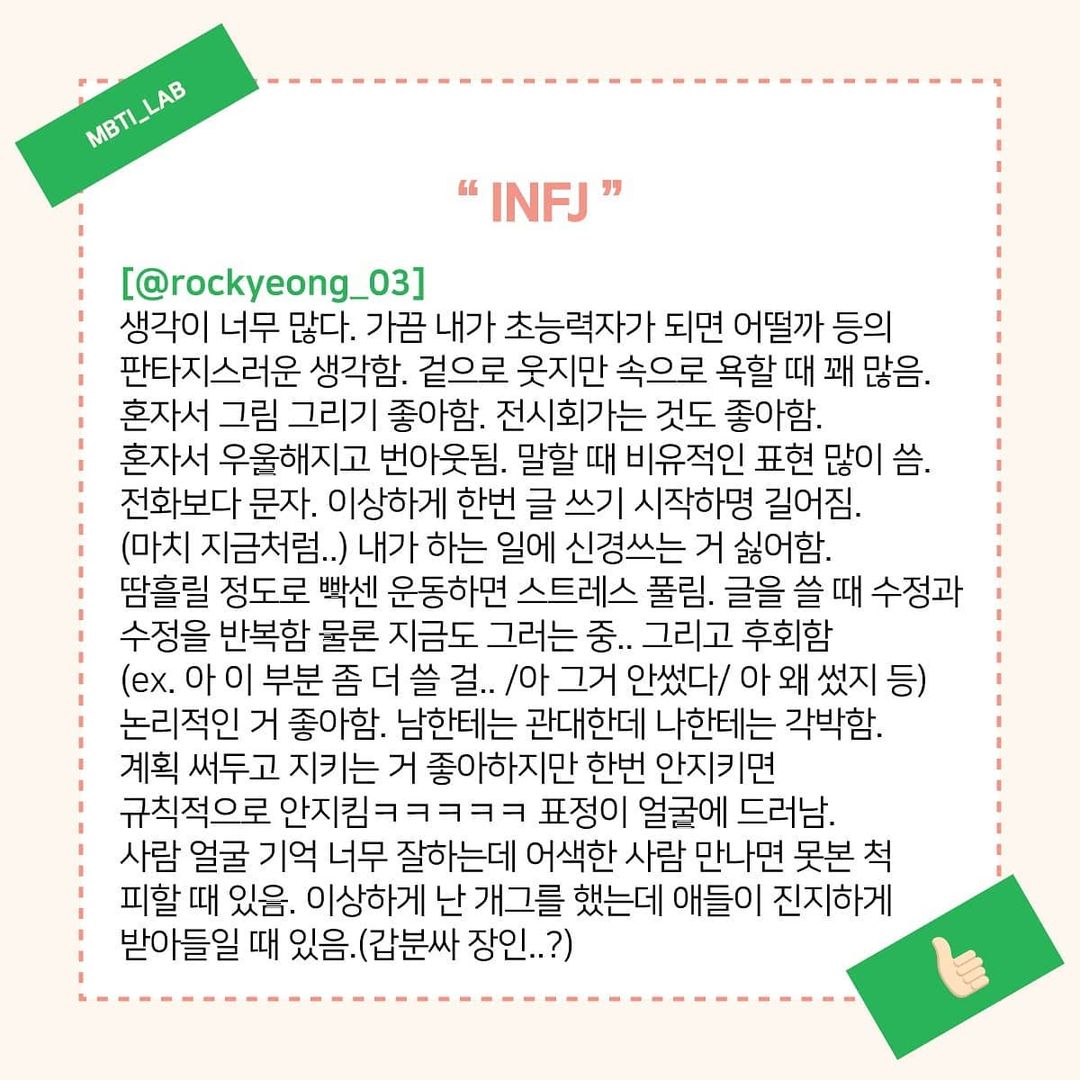 MBTI_LAB
“ INFJ ”
[@rockyeong_03]
생각이 너무 많다. 가끔 내가 초능력자가 되면 어떨까 등의
판타지스러운 생각함. 겉으로 웃지만 속으로 욕할 때 꽤 많음.
혼자서 그림 그리기 좋아함. 전시회가는 것도 좋아함.
혼자서 우울해지고 번아웃됨. 말할 때 비유적인 표현 많이 씀.
전화보다 문자. 이상하게 한번 글 쓰기 시작하명 길어짐.
(마치 지금처럼..) 내가 하는 일에 신경쓰는 거 싫어함.
땀흘릴 정도로 빡센 운동하면 스트레스 풀림. 글을 쓸 때 수정과
수정을 반복함 물론 지금도 그러는 중.. 그리고 후회함
(ex. 아 이 부분 좀 더 쓸 걸.. /아 그거 안썼다/ 아 왜 썼지 등)
논리적인 거 좋아함. 남한테는 관대한데 나한테는 각박함.
계획 써두고 지키는 거 좋아하지만 한번 안지키면
규칙적으로 안지킴ㅋㅋㅋㅋㅋ 표정이 얼굴에 드러남.
사람 얼굴 기억 너무 잘하는데 어색한 사람 만나면 못본 척
피할 때 있음. 이상하게 난 개그를 했는데 애들이 진지하게
받아들일 때 있음.(갑분싸 장인..?)